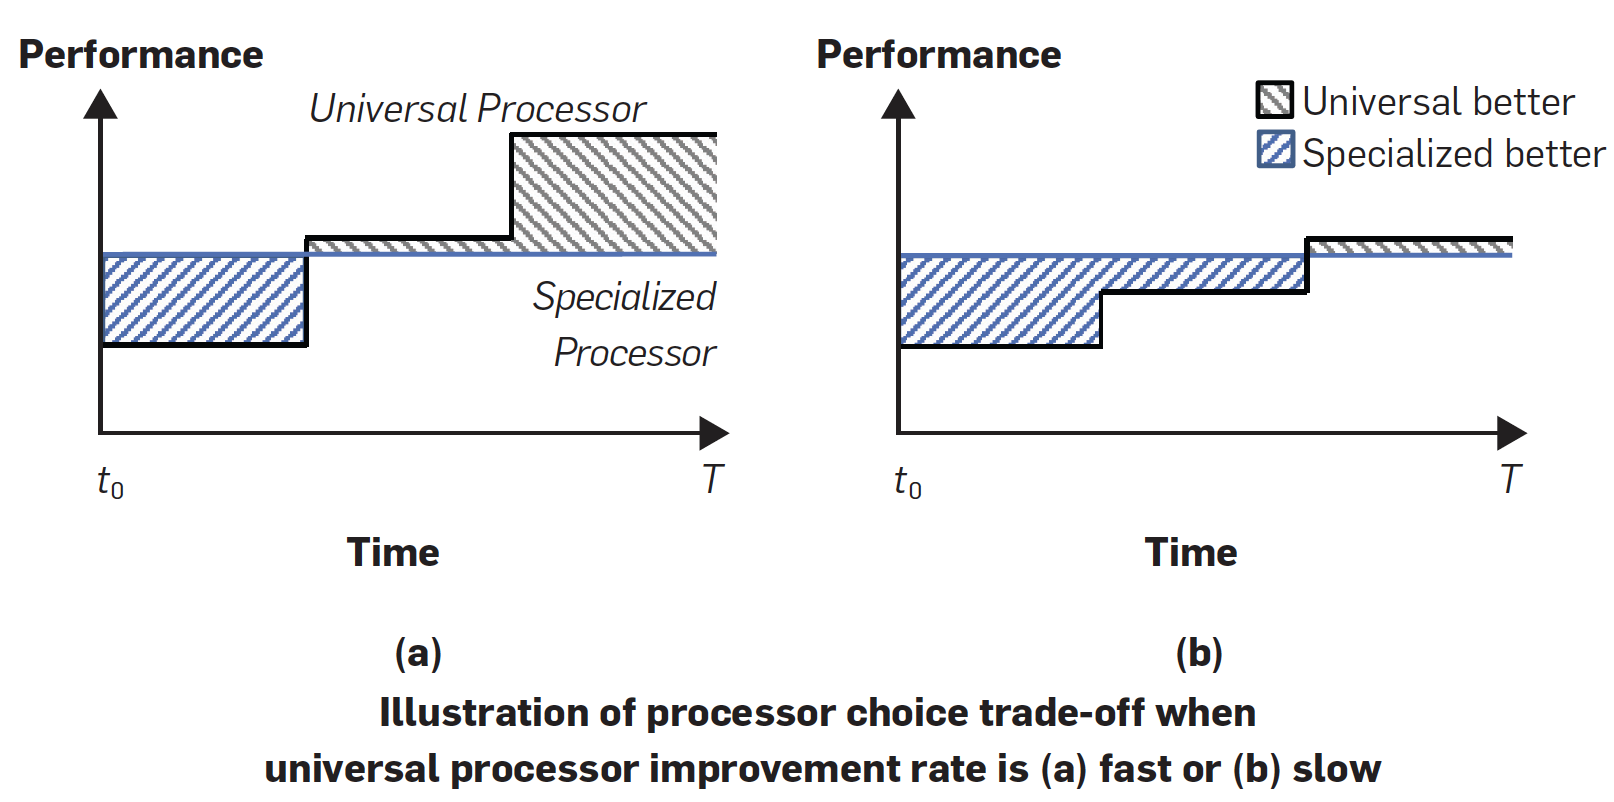 Performance
Universal Processor
Specialized
Processor
t0
T
Time
(a)
Performance
Universal better
Specialized better
t0
T
Time
(b)
Illustration of processor choice trade-off when
universal processor improvement rate is (a) fast or (b) slow